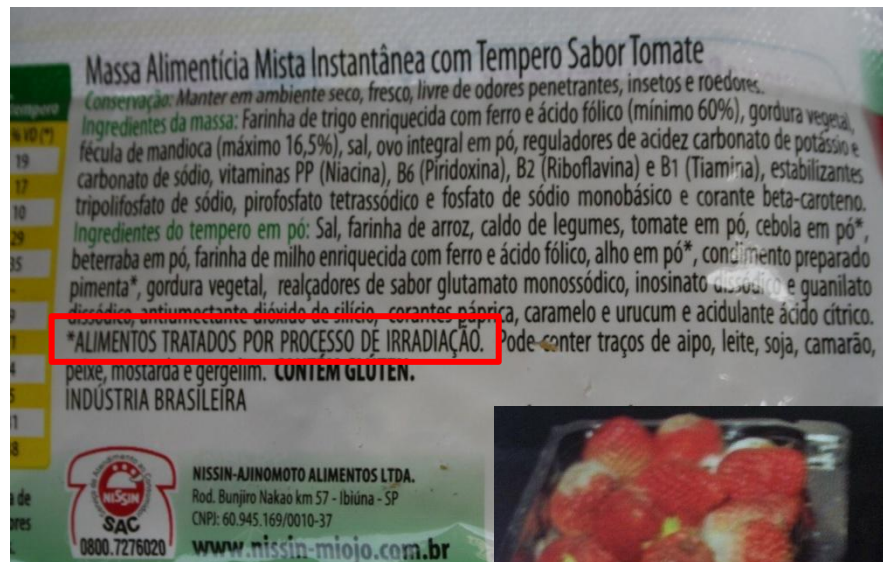 Massa Alimentícia Mista Instantânea com Tempero Sabor Tomate
Conservação: Manter em ambiente seco, fresco, livre de odores penetrantes, insetos e roedores.
Ingredientes da massa: Farinha de trigo enriquecida com ferro e ácido fólico (mínimo 60%), gordura vegetal,
fécula de mandioca (máximo 16,5%), sal, ovo integral em pó, reguladores de acidez carbonato de potássio e
carbonato de sódio, vitaminas PP (Niacina), B6 (Piridoxina), B2 (Riboflavina) e B1 (Tiamina), estabilizantes
tripolifosfato de sódio, pirofosfato tetrassódico e fosfato de sódio monobásico e corante beta-caroteno.
Ingredientes do tempero em pó: Sal, farinha de arroz, caldo de legumes, tomate em pó, cebola em pó*,
beterraba em pó, farinha de milho enriquecida com ferro e ácido fólico, alho em pó*, condimento preparado
pimenta*, gordura vegetal, realçadores de sabor glutamato monossódico, inosinato dissódico e guanilato
dissódico, antiumectante dióxido de silício, corantes páprica, caramelo e urucum e acidulante ácido cítrico.
*ALIMENTOS TRATADOS POR PROCESSO DE IRRADIAÇÃO. Pode conter traços de aipo, leite, soja, camarão,
peixe, mostarda e gergelim. CONTÉM GLÚTEN.
INDÚSTRIA BRASILEIRA
tempero
% VD (*)
19
17
10
29
35
NISSIN
SAC
0800.7276020
NISSIN-AJINOMOTO ALIMENTOS LTDA.
Rod. Bunjiro Nakao km 57 - Ibiúna - SP
CNPJ: 60.945.169/0010-37
www.nissin-miojo.com.br